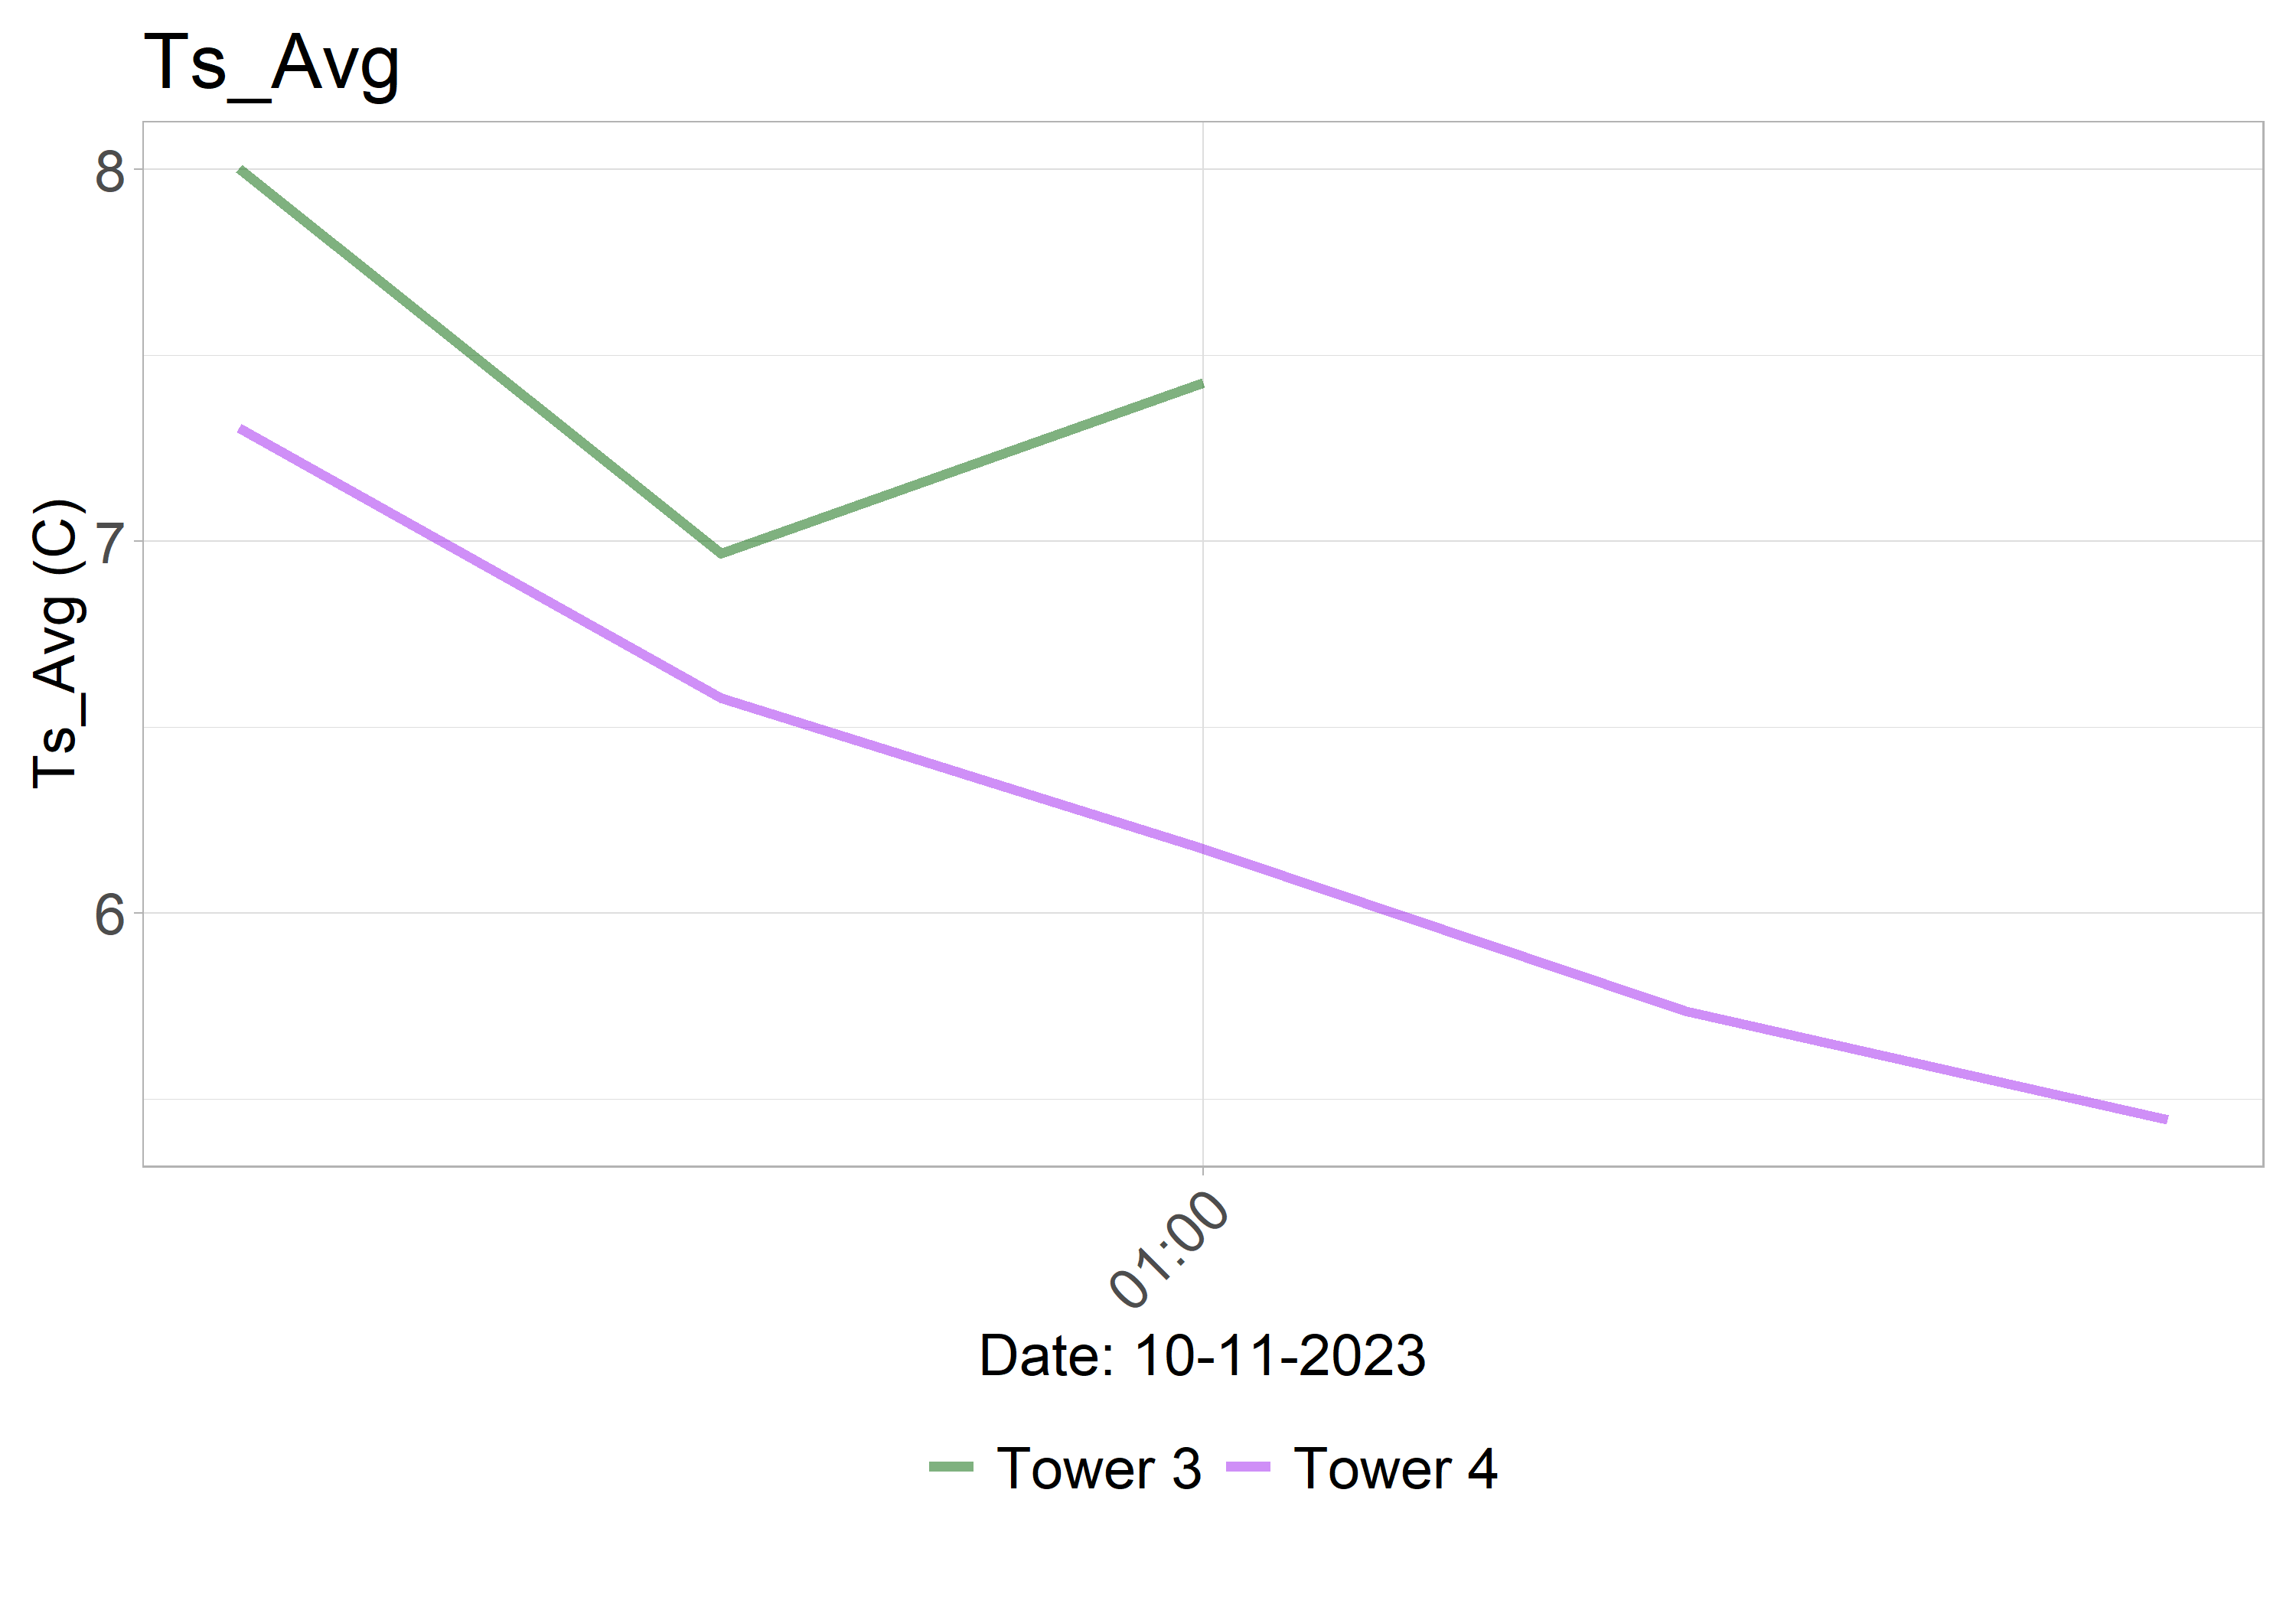 Ts_Avg
Ts_Avg (C)
8
7
6
01:00
Date: 10-11-2023
Tower 3 Tower 4